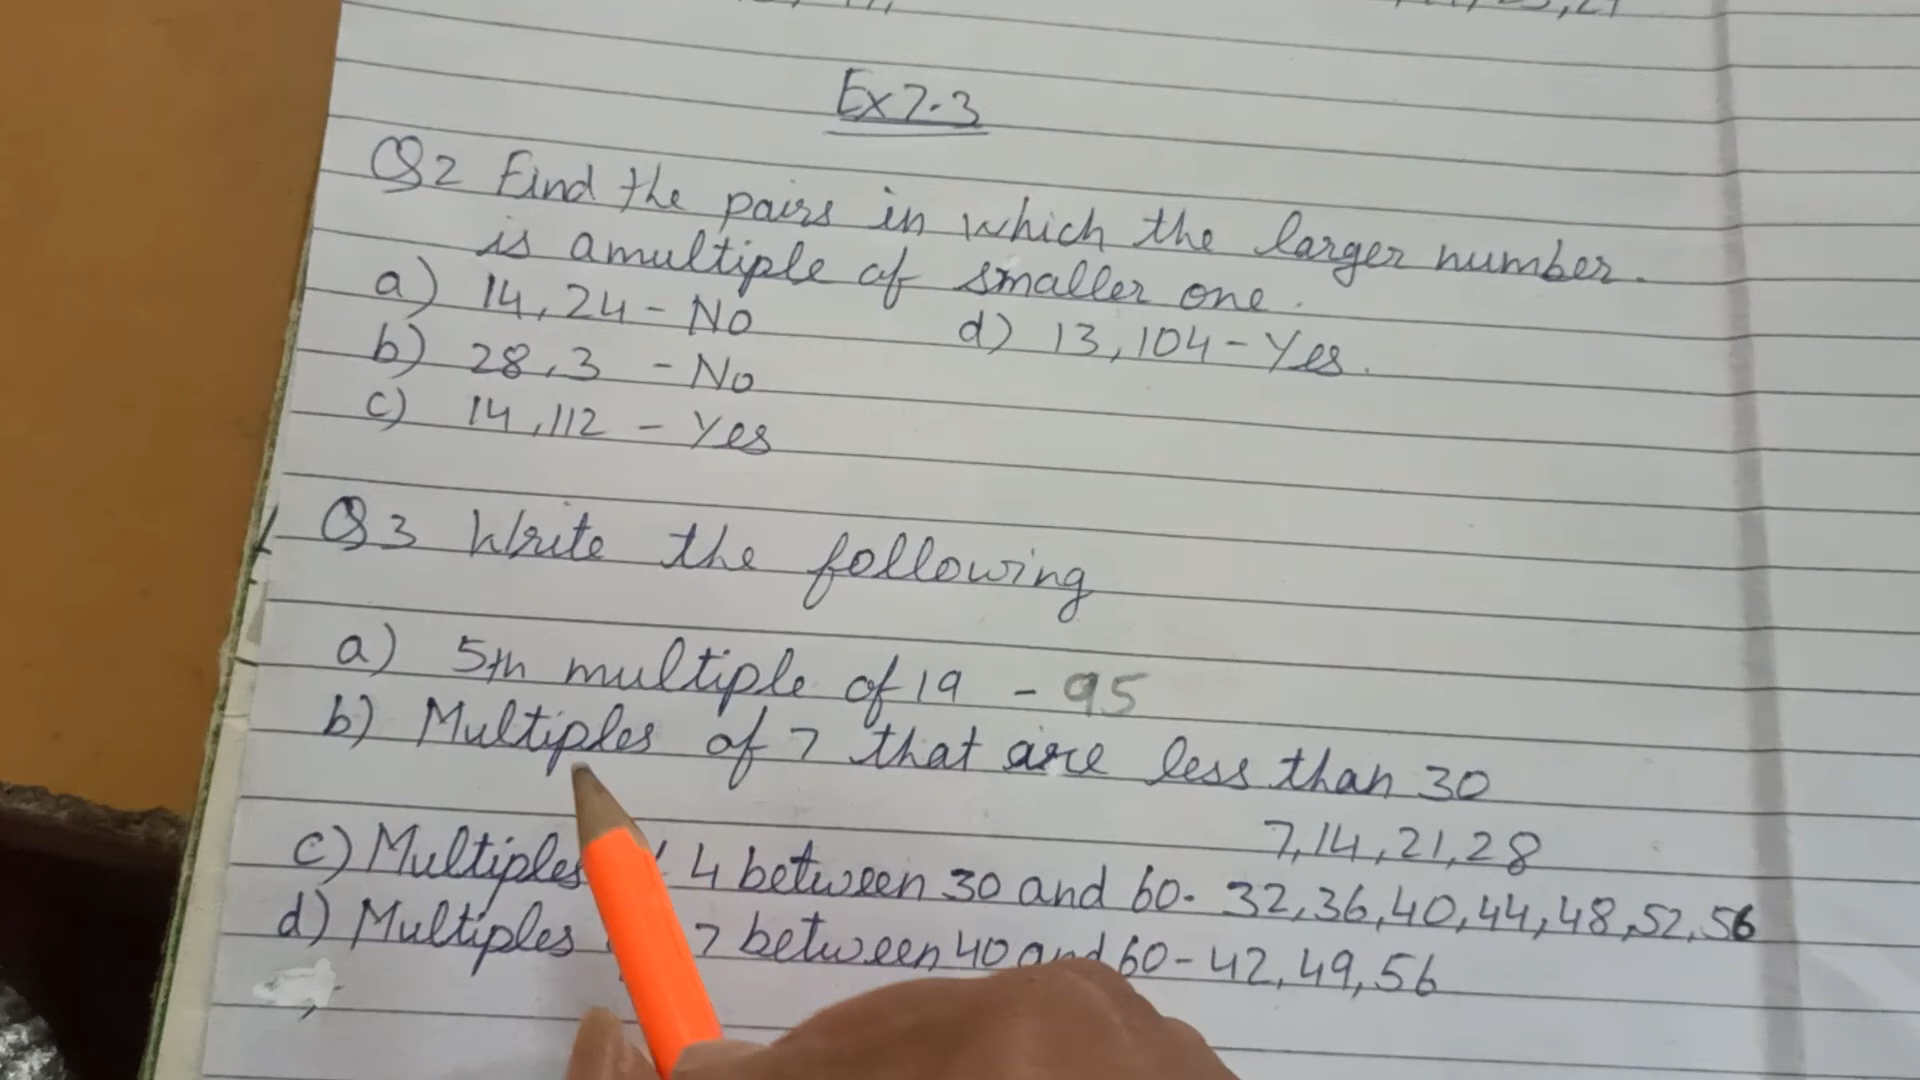 Ex 7.3
Q2 Find the pairs in which the larger number.
is a multiple of smaller one.
a) 14, 24 - No
d) 13, 104 - Yes.
b) 28, 3 - No
c) 14, 112 - Yes
Q3 Write the following
a) 5th multiple of 19 - 95
b) Multiples of 7 that are less than 30
7, 14, 21, 28
c) Multiples 4 between 30 and 60. 32, 36, 40, 44, 48, 52, 56
d) Multiples 7 between 40 and 60 - 42, 49, 56